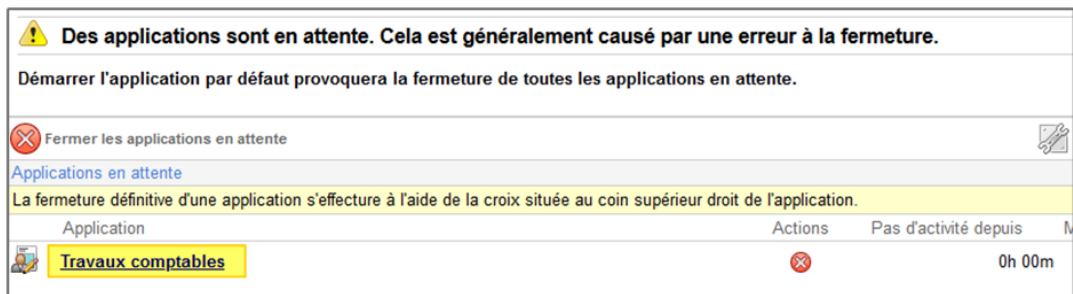 Des applications sont en attente. Cela est généralement causé par une erreur à la fermeture.
Démarrer l'application par défaut provoquera la fermeture de toutes les applications en attente.
Fermer les applications en attente
Applications en attente
La fermeture définitive d'une application s'effecture à l'aide de la croix située au coin supérieur droit de l'application.
Application Actions Pas d'activité depuis M
Travaux comptables 0h 00m